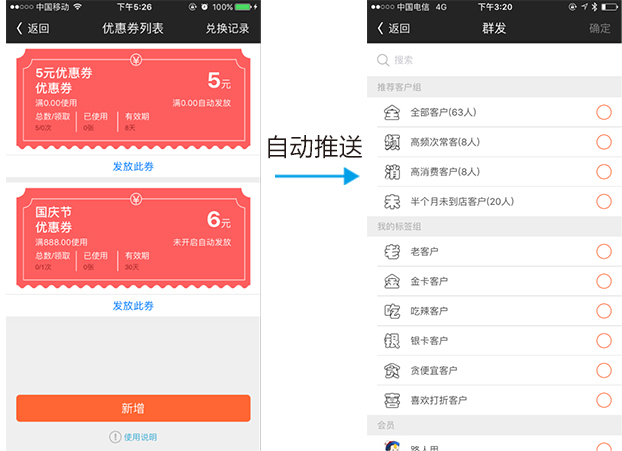 中国移动 下午5:26 100%
返回 优惠券列表 兑换记录
5元优惠券
优惠券
5元
满0.00使用 满0.00自动发放
总数/领取 已使用 有效期
5/0次 0张 8天
发放此券
国庆节
优惠券
6元
满888.00使用 未开启自动发放
总数/领取 已使用 有效期
0/1次 0张 30天
发放此券
新增
使用说明
自动推送
中国电信 4G 下午3:20
返回 群发 确定
搜索
推荐客户组
全 全部客户(63人)
频 高频次常客(8人)
消 高消费客户(8人)
未 半个月未到店客户(20人)
我的标签组
老 老客户
金 金卡客户
吃 吃辣客户
银 银卡客户
贪 贪便宜客户
喜 喜欢打折客户
会员
路人甲